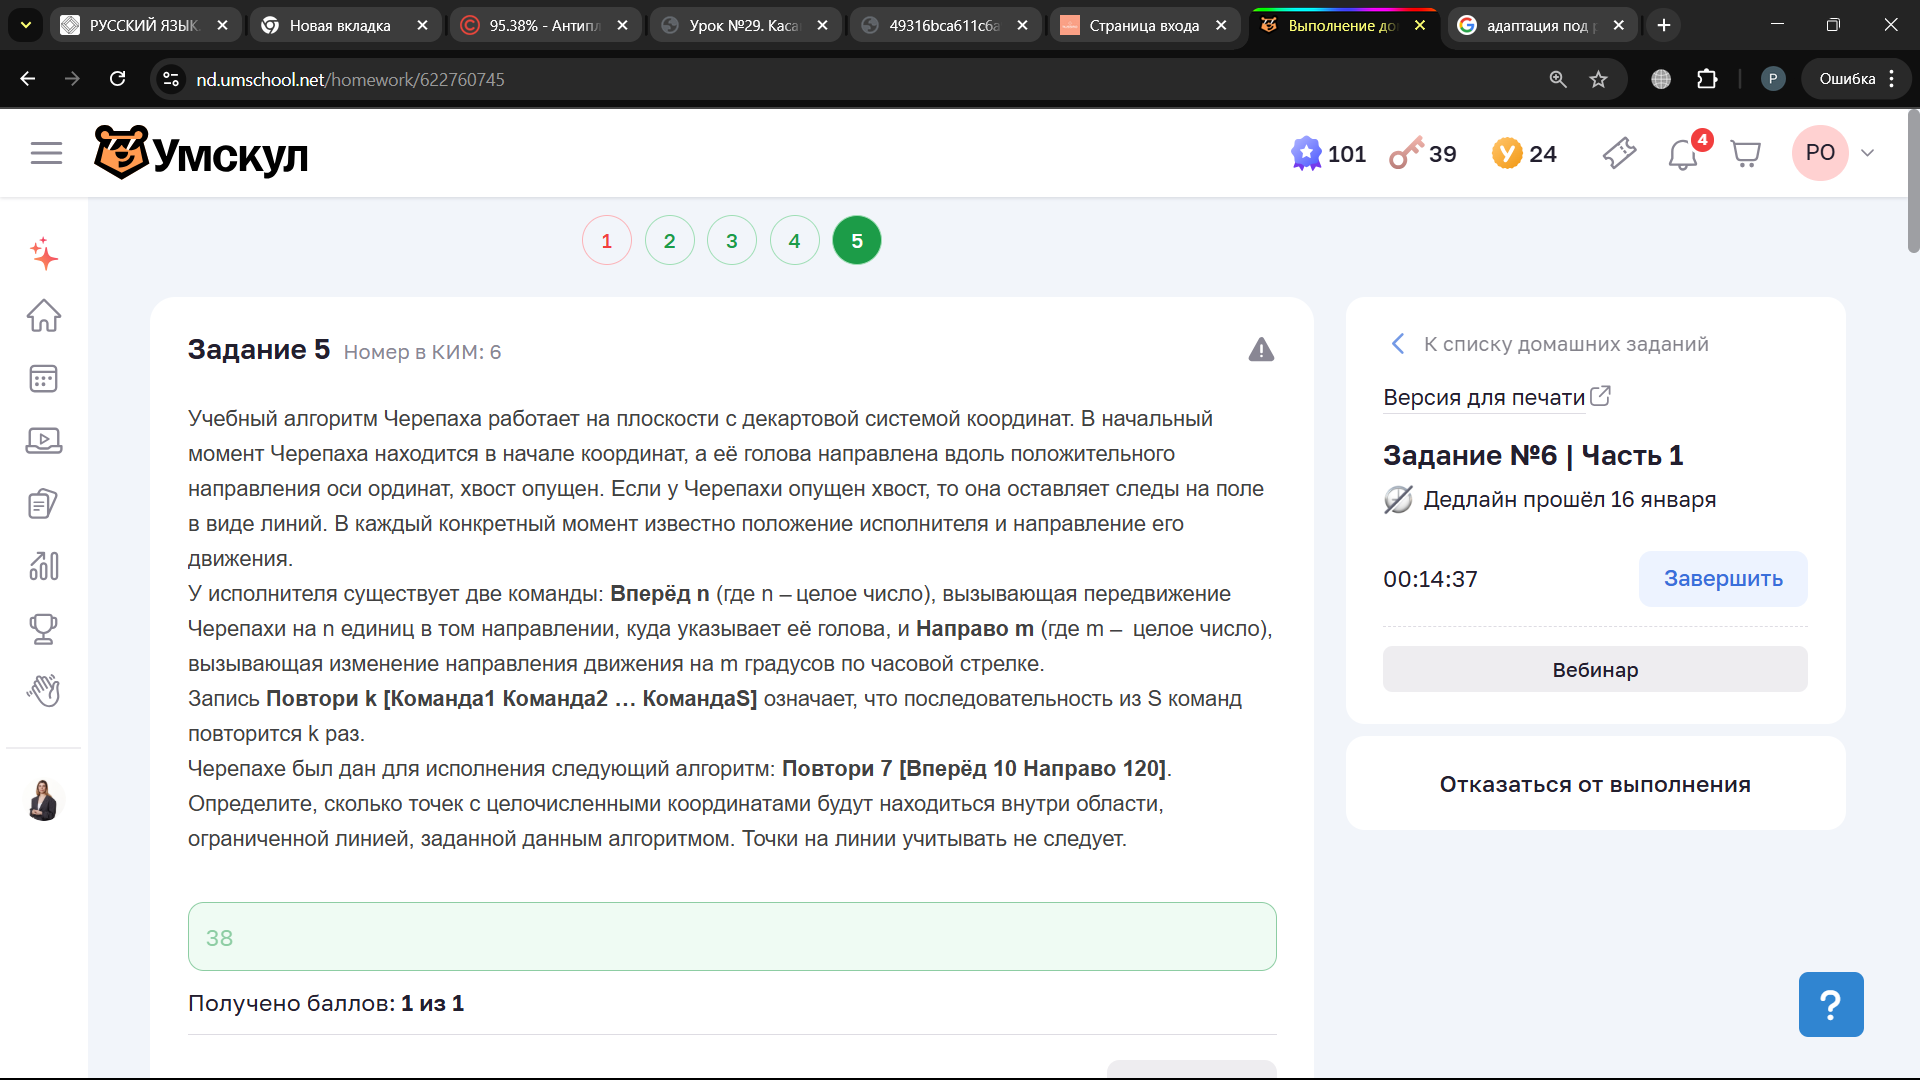 РУССКИЙ ЯЗЫК
Новая вкладка
95.38% - Антипл
Урок №29. Каса
49316bca611c6a
Страница входа
Выполнение до
адаптация под
nd.umschool.net/homework/622760745
P
Ошибка
Умскул
101
39
24
4
РО
1
2
3
4
5
Задание 5 Номер в КИМ: 6
Учебный алгоритм Черепаха работает на плоскости с декартовой системой координат. В начальный
момент Черепаха находится в начале координат, а её голова направлена вдоль положительного
направления оси ординат, хвост опущен. Если у Черепахи опущен хвост, то она оставляет следы на поле
в виде линий. В каждый конкретный момент известно положение исполнителя и направление его
движения.
У исполнителя существует две команды: Вперёд n (где n – целое число), вызывающая передвижение
Черепахи на n единиц в том направлении, куда указывает её голова, и Направо m (где m – целое число),
вызывающая изменение направления движения на m градусов по часовой стрелке.
Запись Повтори k [Команда1 Команда2 … КомандаS] означает, что последовательность из S команд
повторится k раз.
Черепахе был дан для исполнения следующий алгоритм: Повтори 7 [Вперёд 10 Направо 120].
Определите, сколько точек с целочисленными координатами будут находиться внутри области,
ограниченной линией, заданной данным алгоритмом. Точки на линии учитывать не следует.
38
Получено баллов: 1 из 1
К списку домашних заданий
Версия для печати
Задание №6 | Часть 1
Дедлайн прошёл 16 января
00:14:37
Завершить
Вебинар
Отказаться от выполнения
?